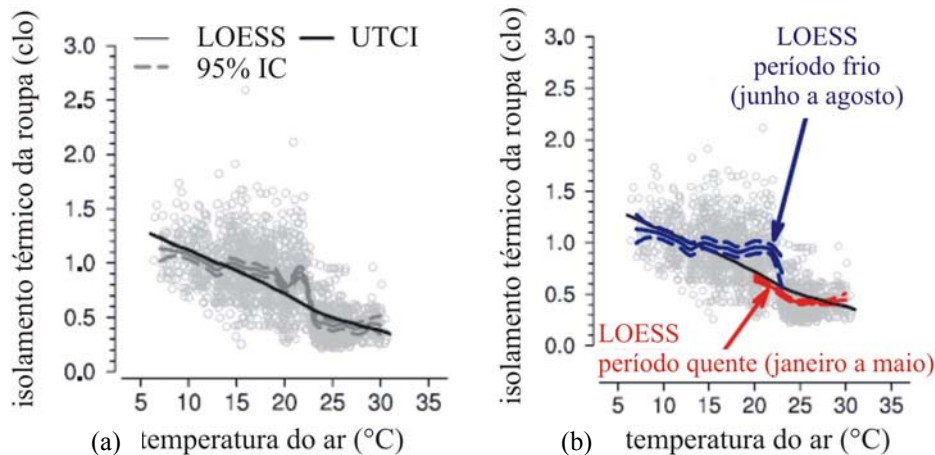 isolamento térmico da roupa (clo)
3.0
2.5
2.0
1.5
1.0
0.5
0.0
LOESS
UTCI
95% IC
5 10 15 20 25 30 35
(a) temperatura do ar (°C)
isolamento térmico da roupa (clo)
3.0
2.5
2.0
1.5
1.0
0.5
0.0
LOESS
período frio
(junho a agosto)
LOESS
período quente (janeiro a maio)
5 10 15 20 25 30 35
(b) temperatura do ar (°C)